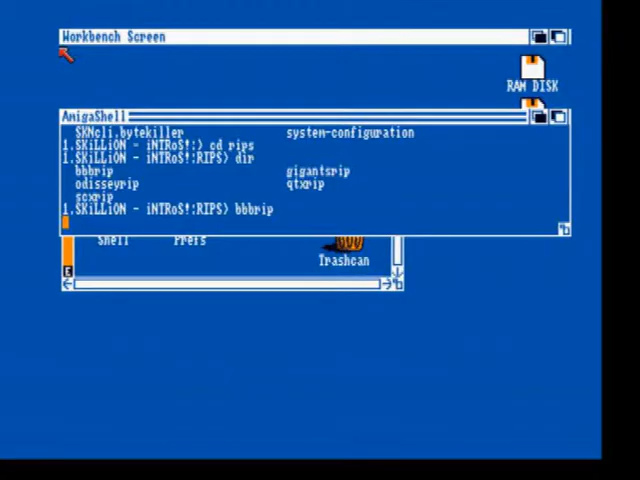 Workbench Screen
RAM DISK
AmigaShell
SKNcli.bytekiller system-configuration
1.SKiLLiON - iNTRoS!:> cd rips
1.SKiLLiON - iNTRoS!:RIPS> dir
bbbrip gigantsrip
odisseyrip qtxrip
scxrip
1.SKiLLiON - iNTRoS!:RIPS> bbbrip
Shell Prefs
Trashcan